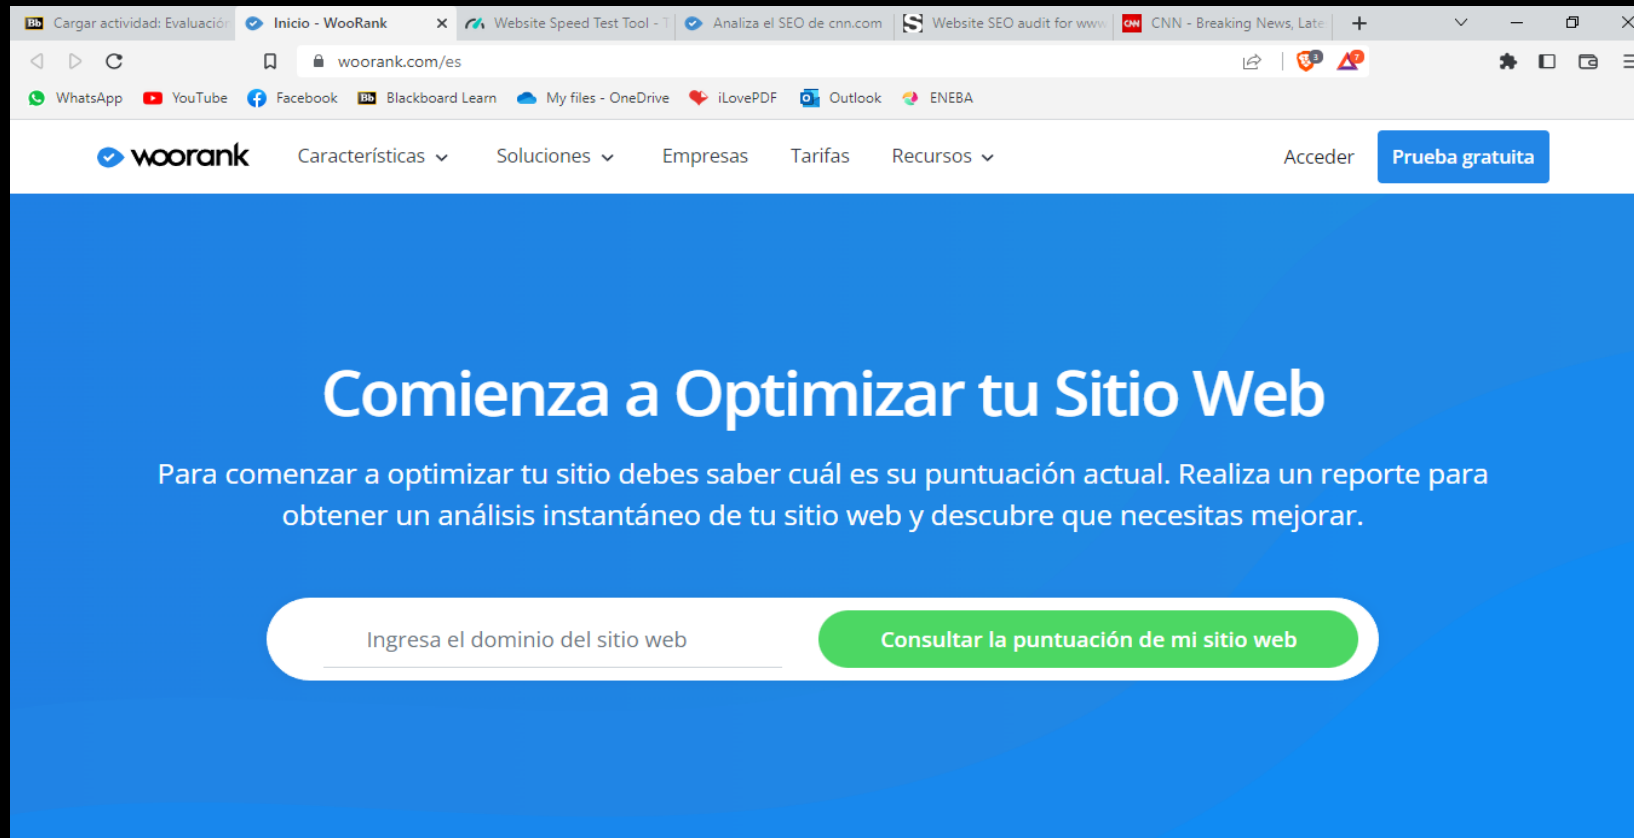 Cargar actividad: Evaluación
Inicio - WooRank
Website Speed Test Tool - T
Analiza el SEO de cnn.com
Website SEO audit for www
CNN - Breaking News, Late
woorank.com/es
WhatsApp YouTube Facebook Blackboard Learn My files - OneDrive iLovePDF Outlook ENEBA
woorank Características Soluciones Empresas Tarifas Recursos Acceder Prueba gratuita
Comienza a Optimizar tu Sitio Web
Para comenzar a optimizar tu sitio debes saber cuál es su puntuación actual. Realiza un reporte para
obtener un análisis instantáneo de tu sitio web y descubre que necesitas mejorar.
Ingresa el dominio del sitio web
Consultar la puntuación de mi sitio web